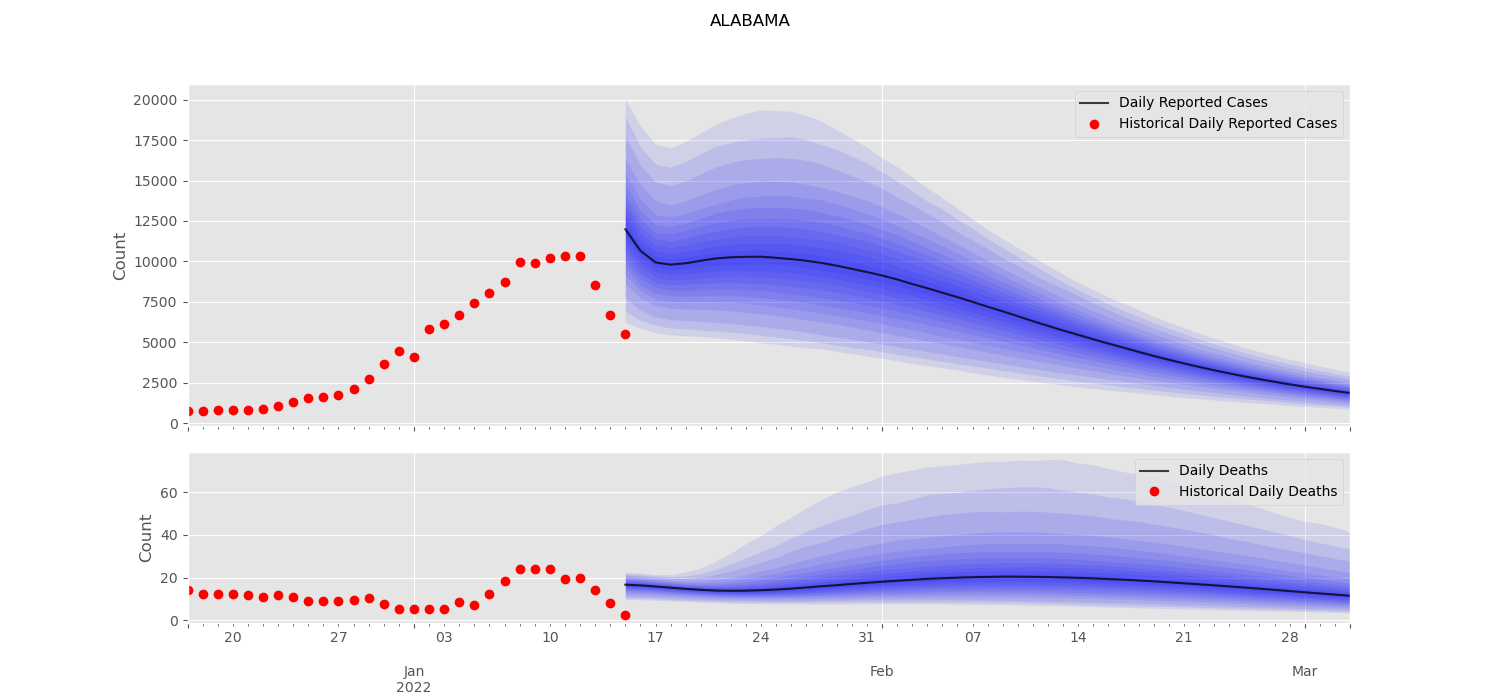 ALABAMA
20000
17500
15000
12500
10000
7500
5000
2500
0
Count
Daily Reported Cases
Historical Daily Reported Cases
60
40
20
0
Count
Daily Deaths
Historical Daily Deaths
20 27 03 10 17 24 31 07 14 21 28
Jan Feb Mar
2022